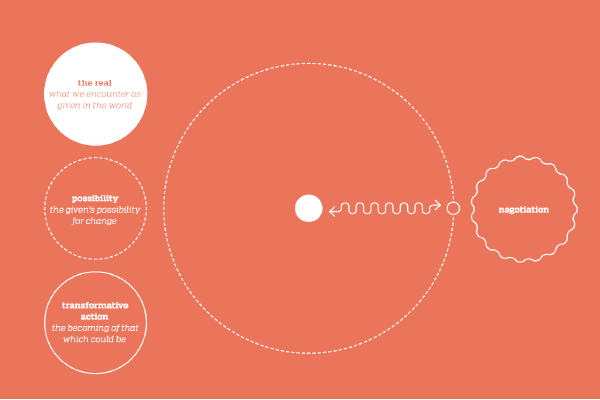 the real
what we encounter as
given in the world
possibility
the given's possibility
for change
transformative
action
the becoming of that
which could be
nagotiation